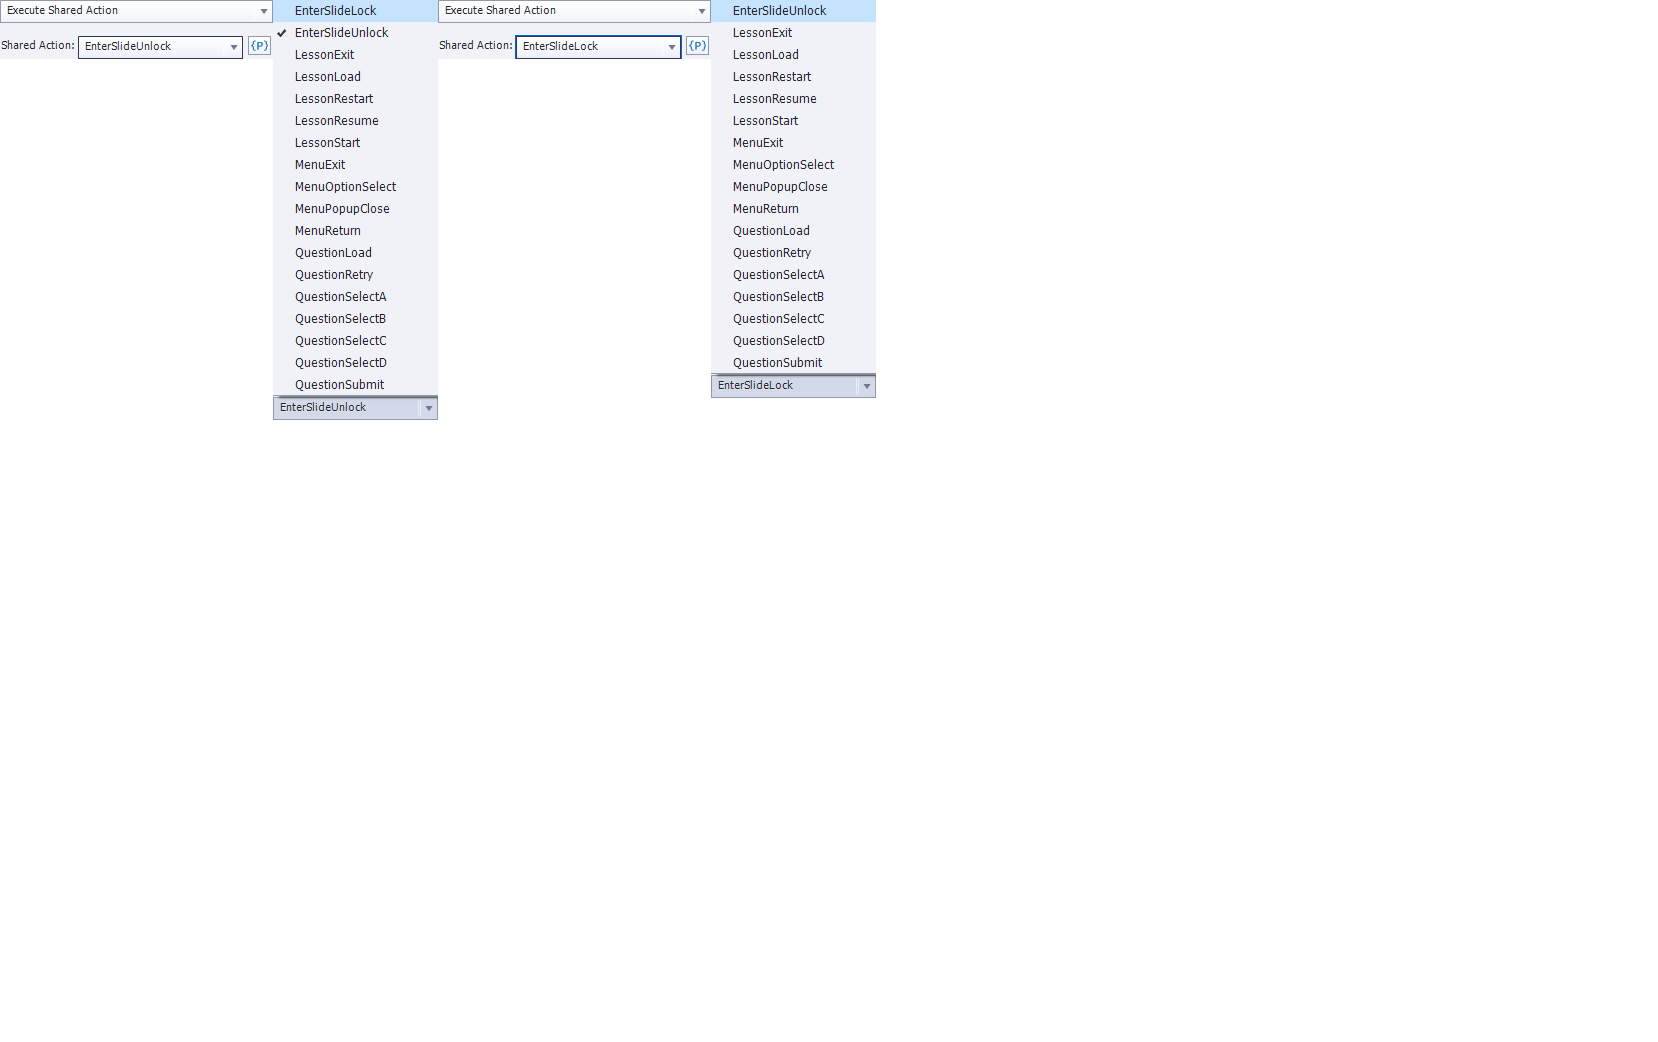 Execute Shared Action
Shared Action: EnterSlideUnlock {P}
EnterSlideLock
EnterSlideUnlock
LessonExit
LessonLoad
LessonRestart
LessonResume
LessonStart
MenuExit
MenuOptionSelect
MenuPopupClose
MenuReturn
QuestionLoad
QuestionRetry
QuestionSelectA
QuestionSelectB
QuestionSelectC
QuestionSelectD
QuestionSubmit
EnterSlideUnlock
Execute Shared Action
Shared Action: EnterSlideLock {P}
EnterSlideUnlock
LessonExit
LessonLoad
LessonRestart
LessonResume
LessonStart
MenuExit
MenuOptionSelect
MenuPopupClose
MenuReturn
QuestionLoad
QuestionRetry
QuestionSelectA
QuestionSelectB
QuestionSelectC
QuestionSelectD
QuestionSubmit
EnterSlideLock